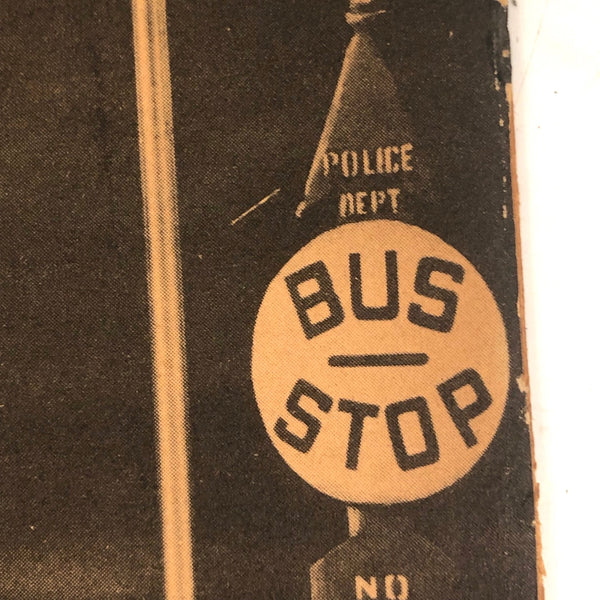 POLICE
DEPT
BUS
STOP
NO